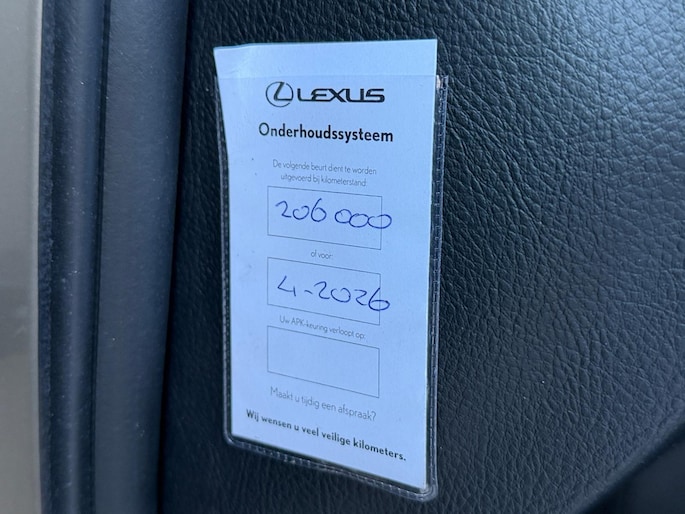 LEXUS
Onderhoudssysteem
De volgende beurt dient te worden
uitgevoerd bij kilometerstand:
206 000
of voor:
4-2026
Uw APK-keuring verloopt op:
Maakt u tijdig een afspraak?
Wij wensen u veel veilige kilometers.